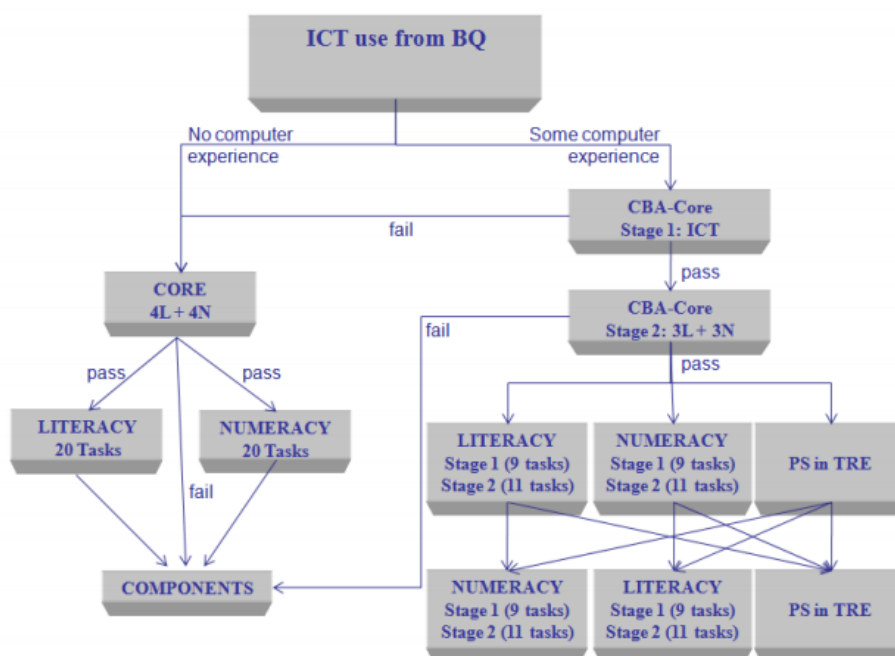 ICT use from BQ
No computer
experience
Some computer
experience
CBA-Core
Stage 1: ICT
fail
pass
CORE
4L + 4N
CBA-Core
Stage 2: 3L + 3N
fail
pass
pass
pass
LITERACY
20 Tasks
NUMERACY
20 Tasks
LITERACY
Stage 1 (9 tasks)
Stage 2 (11 tasks)
NUMERACY
Stage 1 (9 tasks)
Stage 2 (11 tasks)
PS in TRE
fail
COMPONENTS
NUMERACY
Stage 1 (9 tasks)
Stage 2 (11 tasks)
LITERACY
Stage 1 (9 tasks)
Stage 2 (11 tasks)
PS in TRE